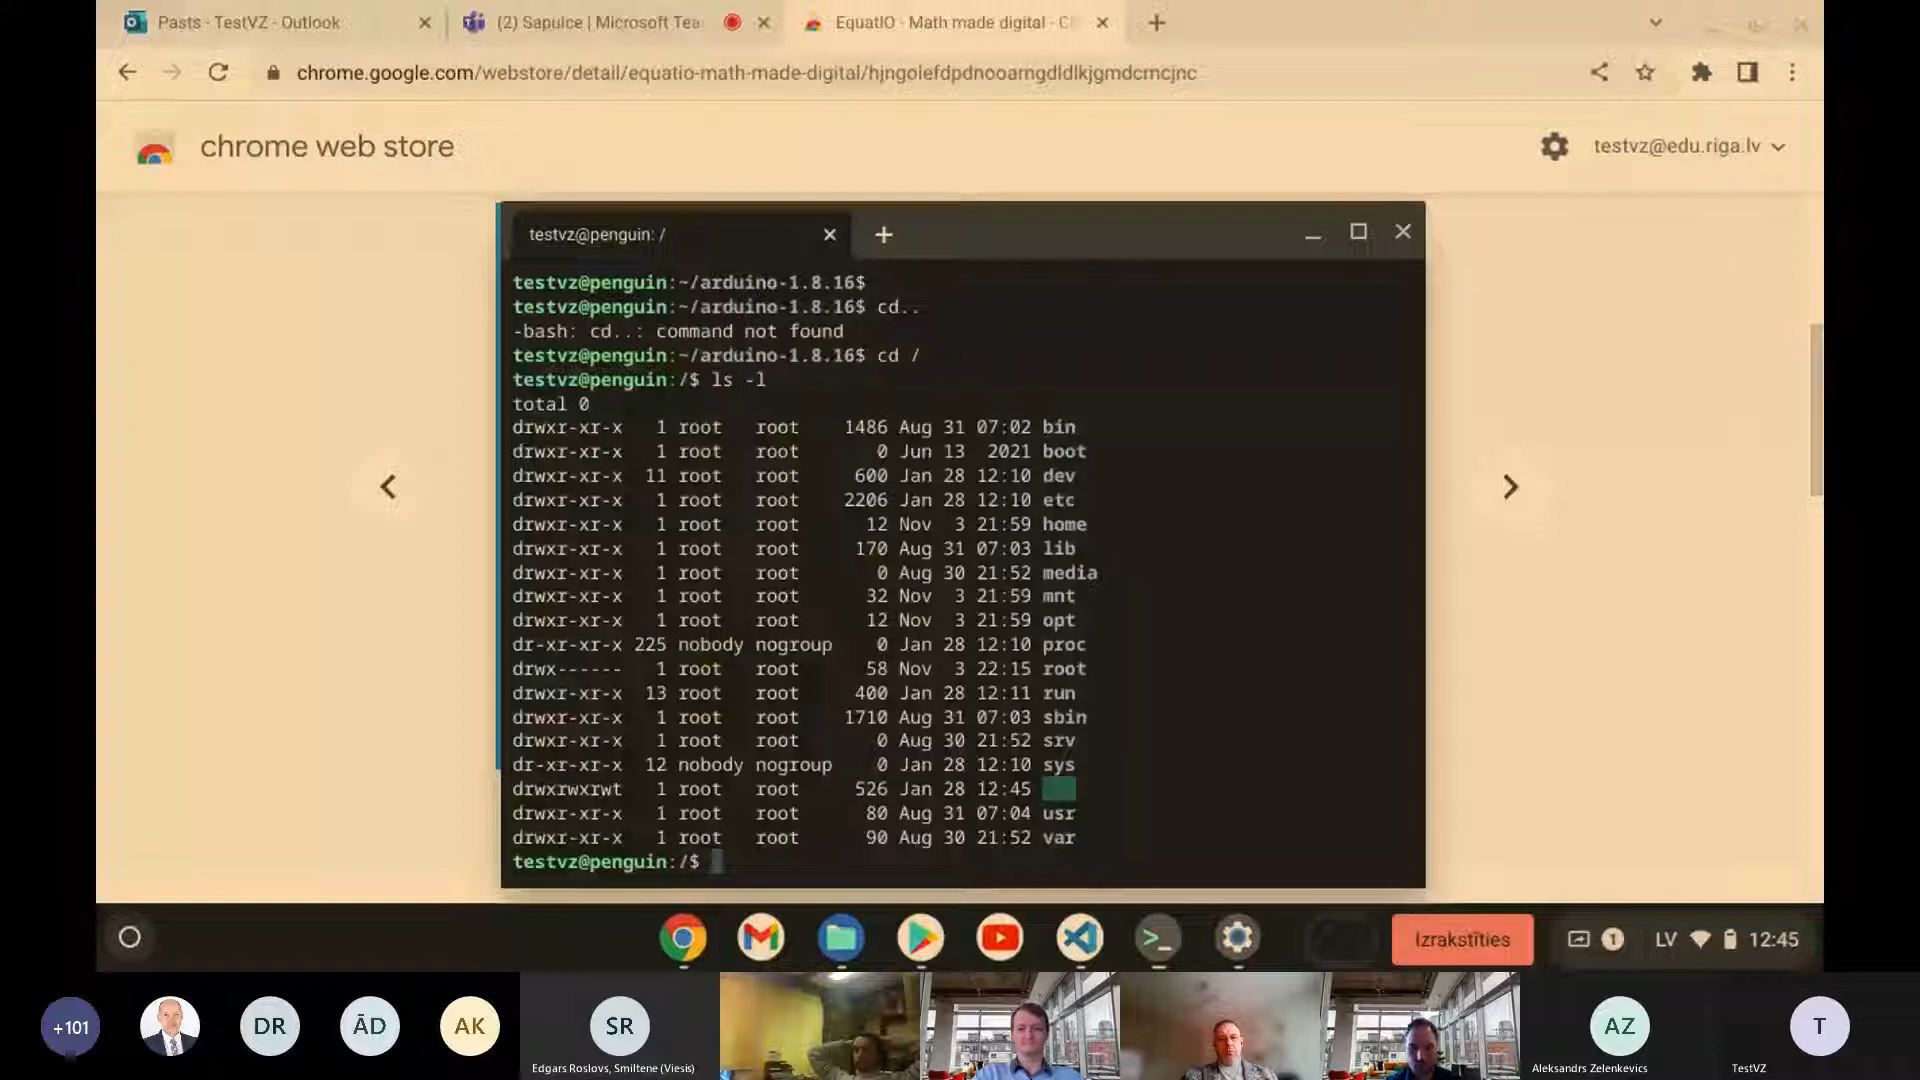 Pasts - TestVZ - Outlook
(2) Sapulce | Microsoft Tea
EquatIO - Math made digital - C
chrome.google.com/webstore/detail/equatio-math-made-digital/hjngolefdpdnooamgdldlkjgmdcmcjnc
chrome web store
testvz@edu.riga.lv
testvz@penguin: /
testvz@penguin:~/arduino-1.8.16$
testvz@penguin:~/arduino-1.8.16$ cd..
-bash: cd..: command not found
testvz@penguin:~/arduino-1.8.16$ cd /
testvz@penguin:/$ ls -l
total 0
drwxr-xr-x 1 root root 1486 Aug 31 07:02 bin
drwxr-xr-x 1 root root 0 Jun 13 2021 boot
drwxr-xr-x 11 root root 600 Jan 28 12:10 dev
drwxr-xr-x 1 root root 2206 Jan 28 12:10 etc
drwxr-xr-x 1 root root 12 Nov 3 21:59 home
drwxr-xr-x 1 root root 170 Aug 31 07:03 lib
drwxr-xr-x 1 root root 0 Aug 30 21:52 media
drwxr-xr-x 1 root root 32 Nov 3 21:59 mnt
drwxr-xr-x 1 root root 12 Nov 3 21:59 opt
dr-xr-xr-x 225 nobody nogroup 0 Jan 28 12:10 proc
drwx------ 1 root root 58 Nov 3 22:15 root
drwxr-xr-x 13 root root 400 Jan 28 12:11 run
drwxr-xr-x 1 root root 1710 Aug 31 07:03 sbin
drwxr-xr-x 1 root root 0 Aug 30 21:52 srv
dr-xr-xr-x 12 nobody nogroup 0 Jan 28 12:10 sys
drwxrwxrwt 1 root root 526 Jan 28 12:45
drwxr-xr-x 1 root root 80 Aug 31 07:04 usr
drwxr-xr-x 1 root root 90 Aug 30 21:52 var
testvz@penguin:/$
Izrakstīties
1
LV
12:45
+101
DR
ĀD
AK
SR
Edgars Roslovs, Smiltene (Viesis)
AZ
Aleksandrs Zelenkevics
T
TestVZ